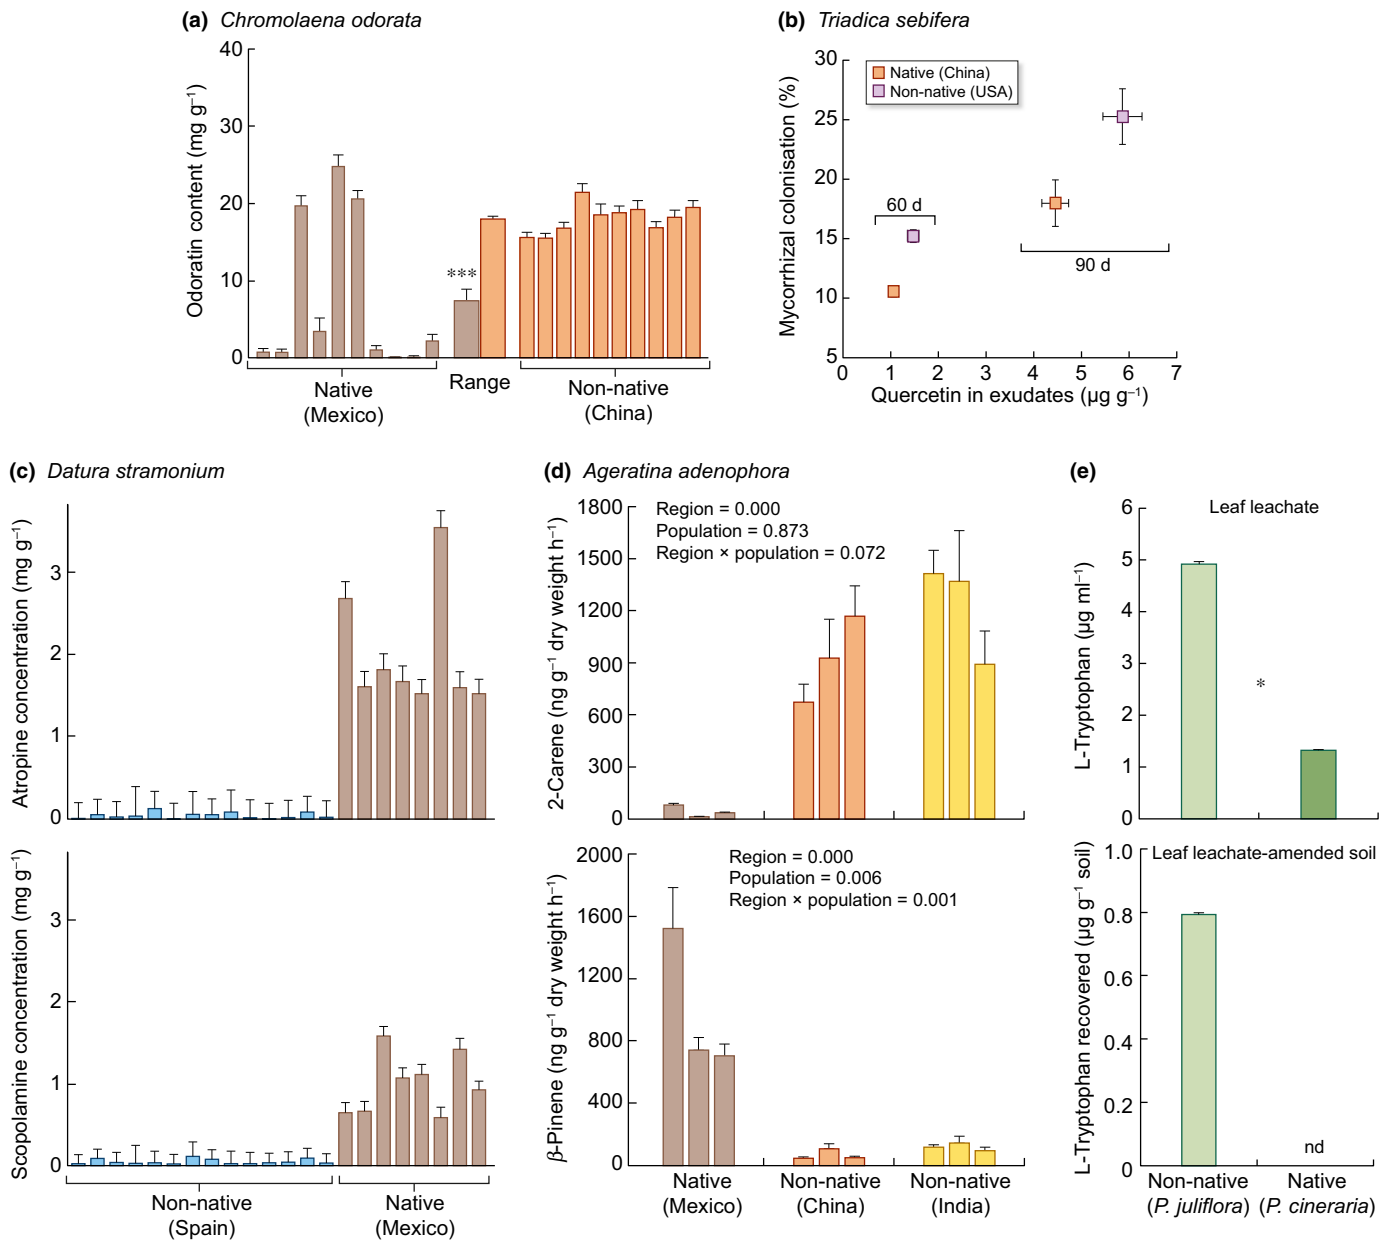 (a) Chromolaena odorata
Odoratin content (mg g⁻¹)
40
30
20
10
0
***
Native
(Mexico)
Range
Non-native
(China)
(b) Triadica sebifera
Mycorrhizal colonisation (%)
30
25
20
15
10
5
Native (China)
Non-native (USA)
60 d
90 d
0 1 2 3 4 5 6 7
Quercetin in exudates (µg g⁻¹)
(c) Datura stramonium
Atropine concentration (mg g⁻¹)
3
2
1
0
Scopolamine concentration (mg g⁻¹)
3
2
1
0
Non-native
(Spain)
Native
(Mexico)
(d) Ageratina adenophora
2-Carene (ng g⁻¹ dry weight h⁻¹)
1800
1500
1200
900
600
300
0
Region = 0.000
Population = 0.873
Region × population = 0.072
β-Pinene (ng g⁻¹ dry weight h⁻¹)
2000
1600
1200
800
400
0
Region = 0.000
Population = 0.006
Region × population = 0.001
Native
(Mexico)
Non-native
(China)
Non-native
(India)
(e)
Leaf leachate
L-Tryptophan (µg ml⁻¹)
6
5
4
3
2
1
0
*
Leaf leachate-amended soil
L-Tryptophan recovered (µg g⁻¹ soil)
1.0
0.8
0.6
0.4
0.2
0
nd
Non-native
(P. juliflora)
Native
(P. cineraria)